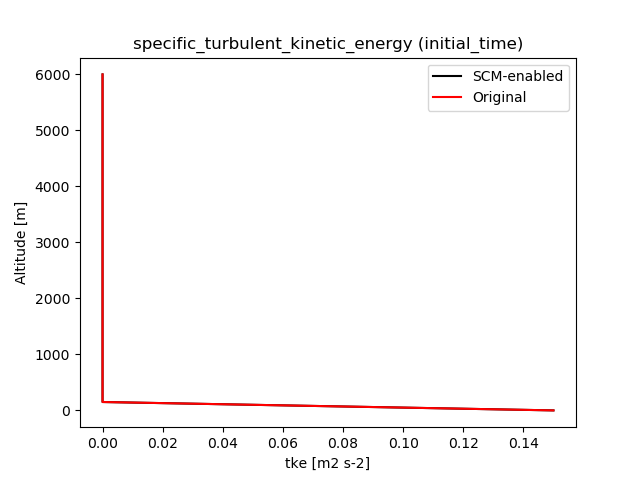 specific_turbulent_kinetic_energy (initial_time)
SCM-enabled
Original
6000
5000
4000
3000
2000
1000
0
Altitude [m]
0.00 0.02 0.04 0.06 0.08 0.10 0.12 0.14
tke [m2 s-2]